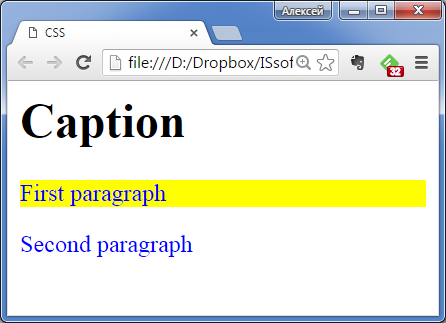 Алексей
CSS
file:///D:/Dropbox/ISsof
32
Caption
First paragraph
Second paragraph